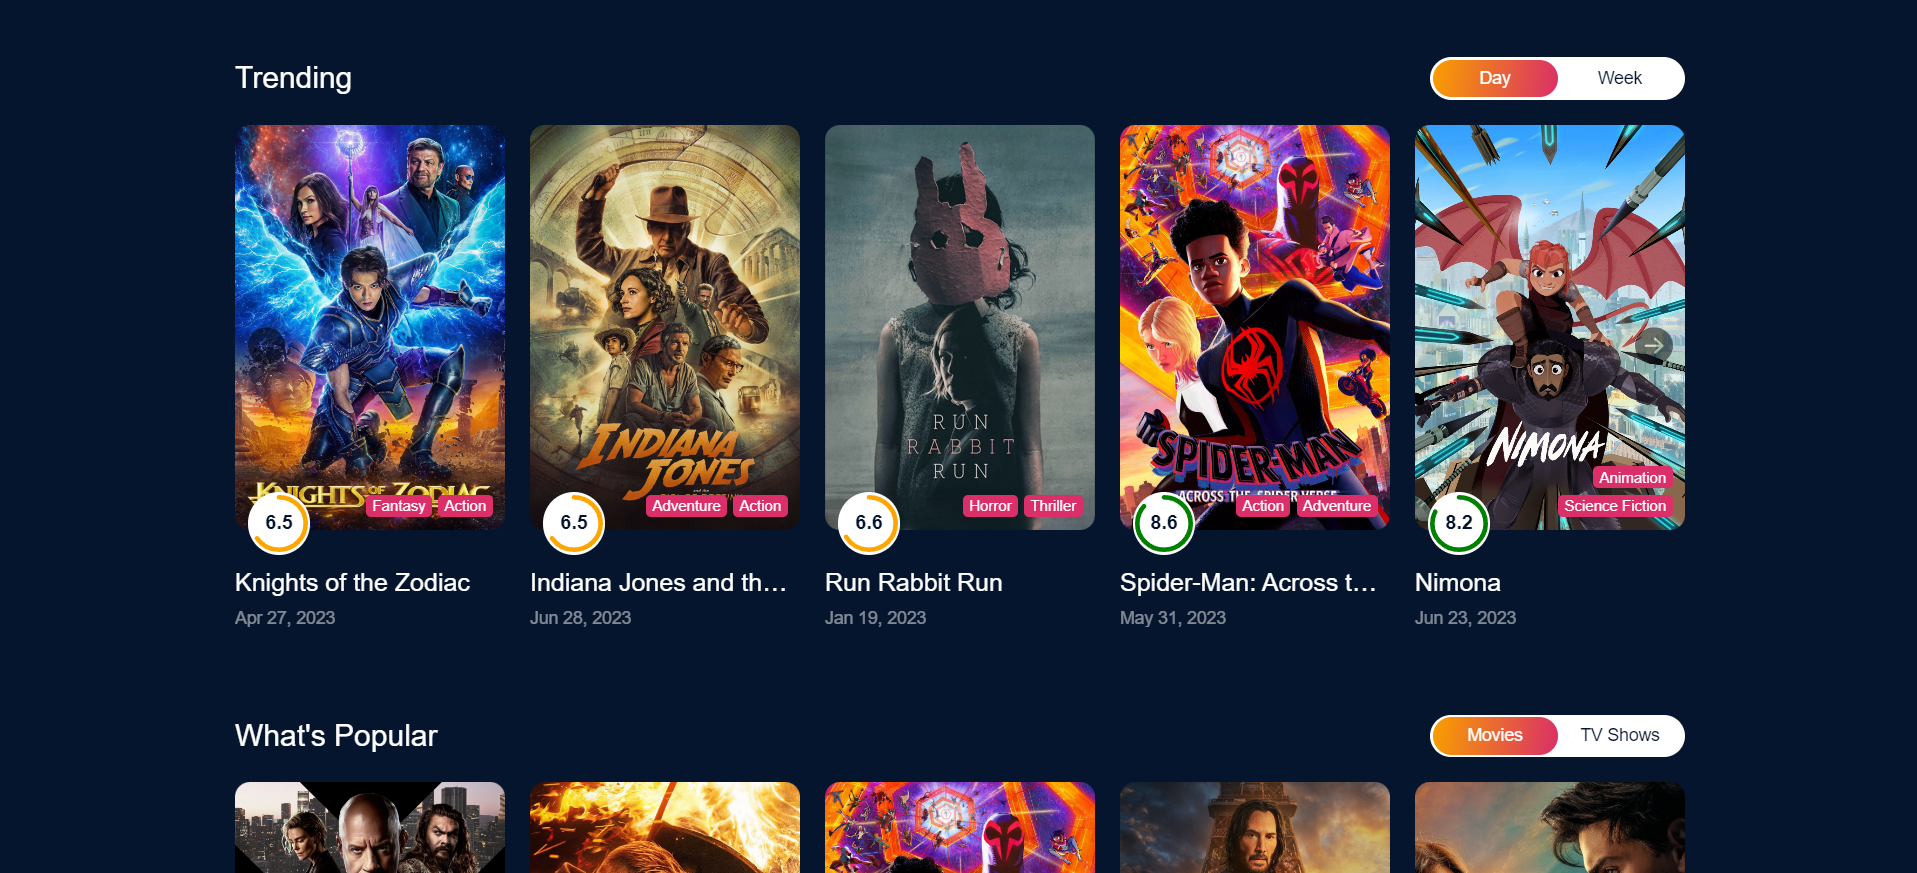 Trending
Day Week
KNIGHTS OF THE ZODIAC
INDIANA
JONES
and the
RUN
RABBIT
RUN
SPIDER-MAN
ACROSS THE SPIDER-VERSE
NIMONA
6.5 Fantasy Action
6.5 Adventure Action
6.6 Horror Thriller
8.6 Action Adventure
Animation
8.2 Science Fiction
Knights of the Zodiac
Apr 27, 2023
Indiana Jones and th...
Jun 28, 2023
Run Rabbit Run
Jan 19, 2023
Spider-Man: Across t...
May 31, 2023
Nimona
Jun 23, 2023
What's Popular
Movies TV Shows